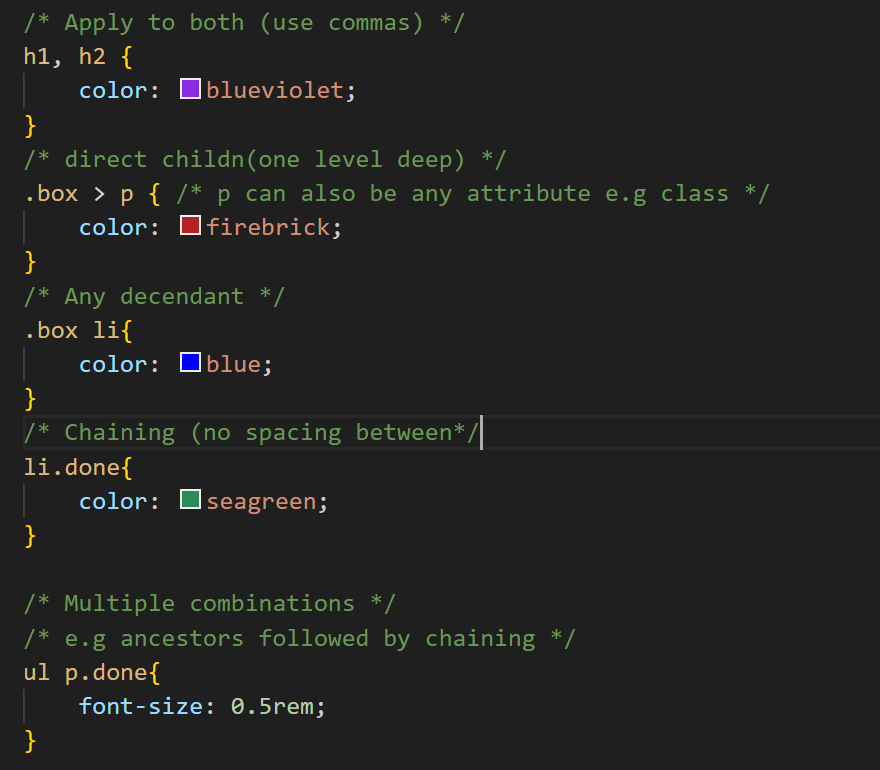 /* Apply to both (use commas) */
h1, h2 {
    color: blueviolet;
}
/* direct childn(one level deep) */
.box > p { /* p can also be any attribute e.g class */
    color: firebrick;
}
/* Any decendant */
.box li{
    color: blue;
}
/* Chaining (no spacing between*/
li.done{
    color: seagreen;
}

/* Multiple combinations */
/* e.g ancestors followed by chaining */
ul p.done{
    font-size: 0.5rem;
}